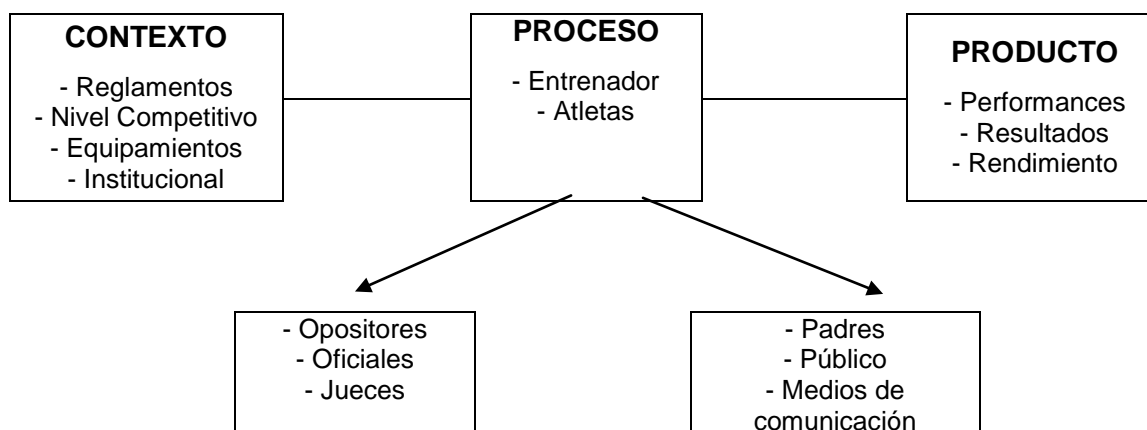 CONTEXTO
- Reglamentos
- Nivel Competitivo
- Equipamientos
- Institucional
PROCESO
- Entrenador
- Atletas
PRODUCTO
- Performances
- Resultados
- Rendimiento
- Opositores
- Oficiales
- Jueces
- Padres
- Público
- Medios de
comunicación